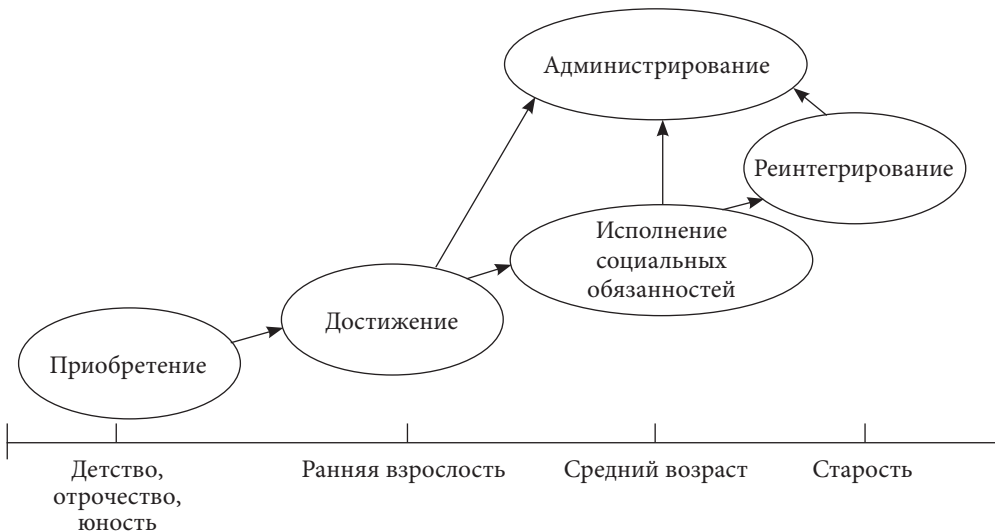 Администрирование
Реинтегрирование
Исполнение
социальных
обязанностей
Достижение
Приобретение
Детство,
отрочество,
юность
Ранняя взрослость
Средний возраст
Старость